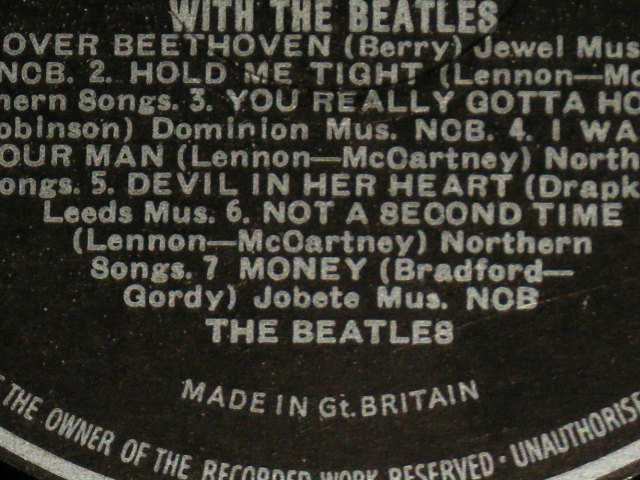 WITH THE BEATLES
OVER BEETHOVEN (Berry) Jewel Mus
NCB. 2. HOLD ME TIGHT (Lennon—Mc
hern Songs. 3. YOU REALLY GOTTA HO
obinson) Dominion Mus. NCB. 4. I WA
OUR MAN (Lennon—McCartney) North
ongs. 5. DEVIL IN HER HEART (Drapk
Leeds Mus. 6. NOT A SECOND TIME
(Lennon—McCartney) Northern
Songs. 7 MONEY (Bradford—
Gordy) Jobete Mus. NCB
THE BEATLES
MADE IN Gt. BRITAIN
THE OWNER OF THE RECORDED WORK RESERVED · UNAUTHORISE